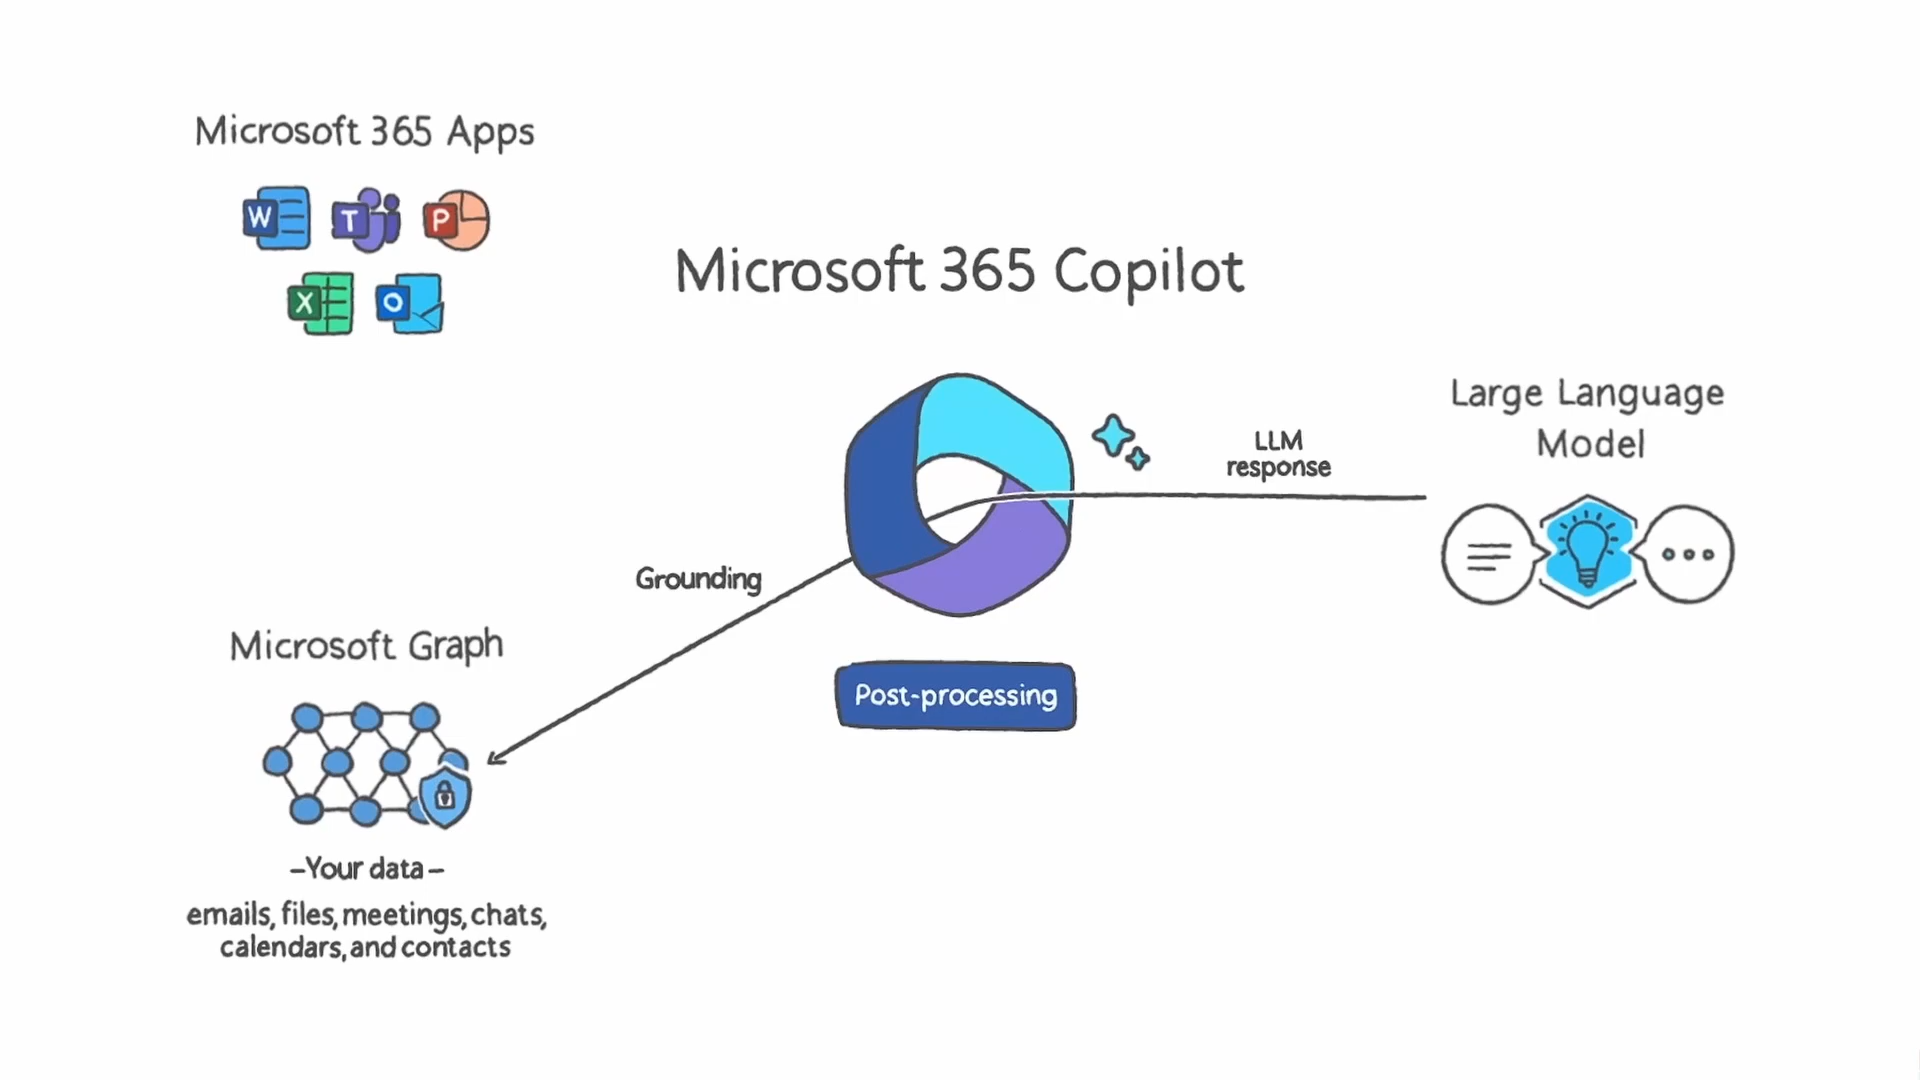 Microsoft 365 Apps
W
T
P
X
O
Microsoft 365 Copilot
Large Language
Model
LLM
response
Grounding
Microsoft Graph
Post-processing
–Your data–
emails, files, meetings, chats,
calendars, and contacts